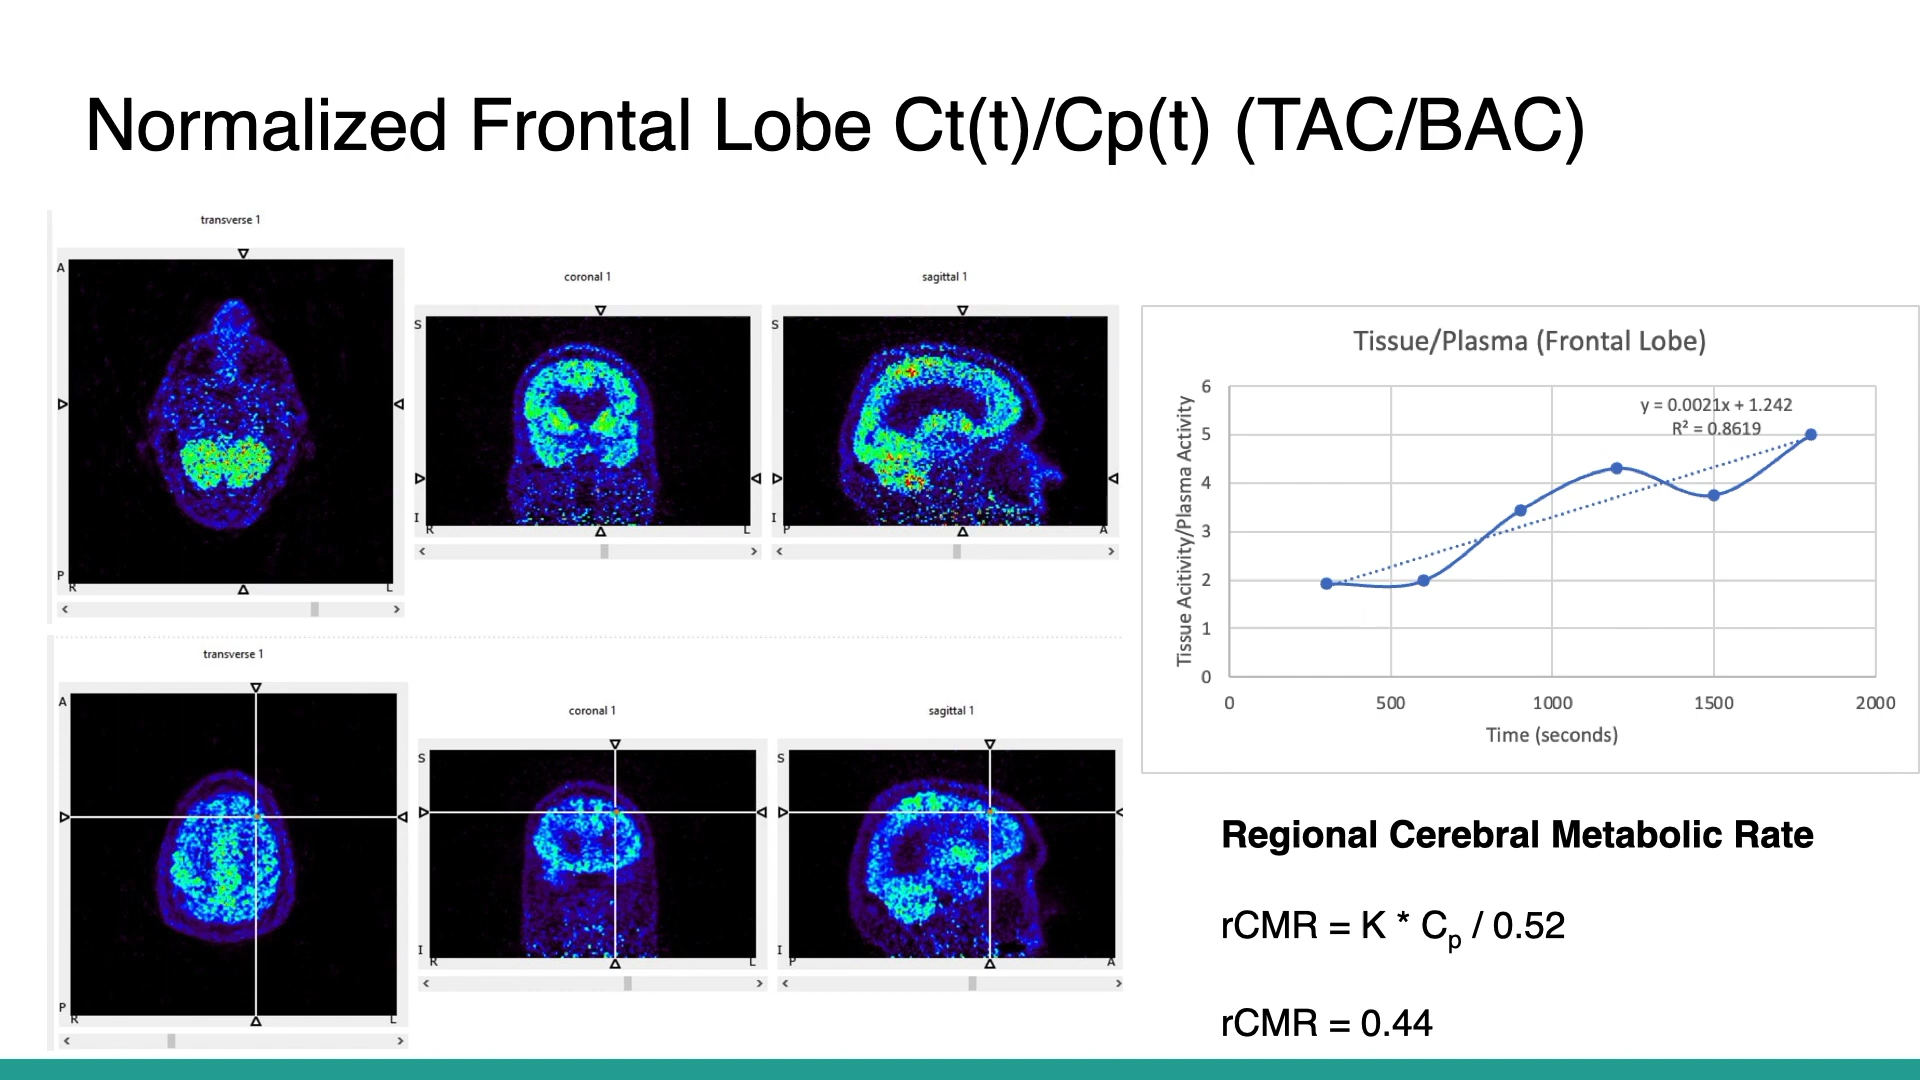 Normalized Frontal Lobe Ct(t)/Cp(t) (TAC/BAC)
transverse 1
A
P
R
L
coronal 1
S
I
R
L
sagittal 1
S
I
P
A
transverse 1
A
P
R
L
coronal 1
S
I
R
L
sagittal 1
S
I
P
A
Tissue/Plasma (Frontal Lobe)
Tissue Acitivity/Plasma Activity
6
5
4
3
2
1
0
y = 0.0021x + 1.242
R² = 0.8619
0 500 1000 1500 2000
Time (seconds)
Regional Cerebral Metabolic Rate
rCMR = K * Cp / 0.52
rCMR = 0.44